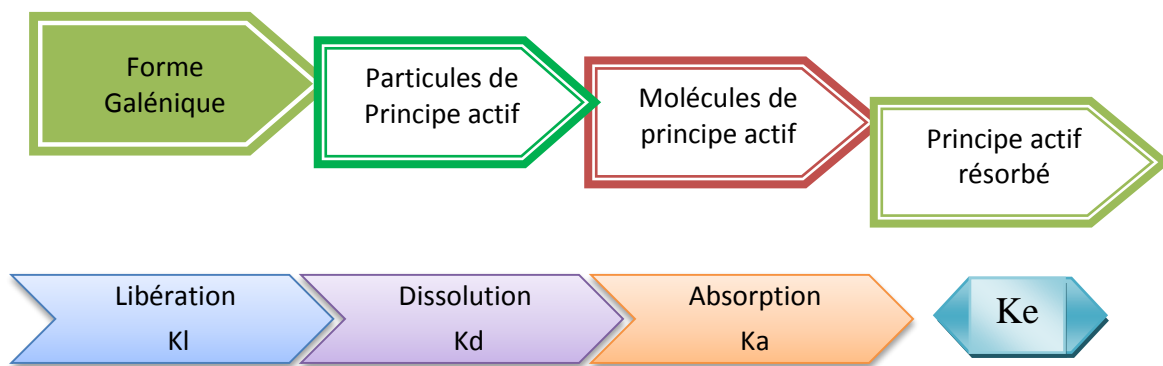 Forme
Galénique
Particules de
Principe actif
Molécules de
principe actif
Principe actif
résorbé
Libération
Kl
Dissolution
Kd
Absorption
Ka
Ke